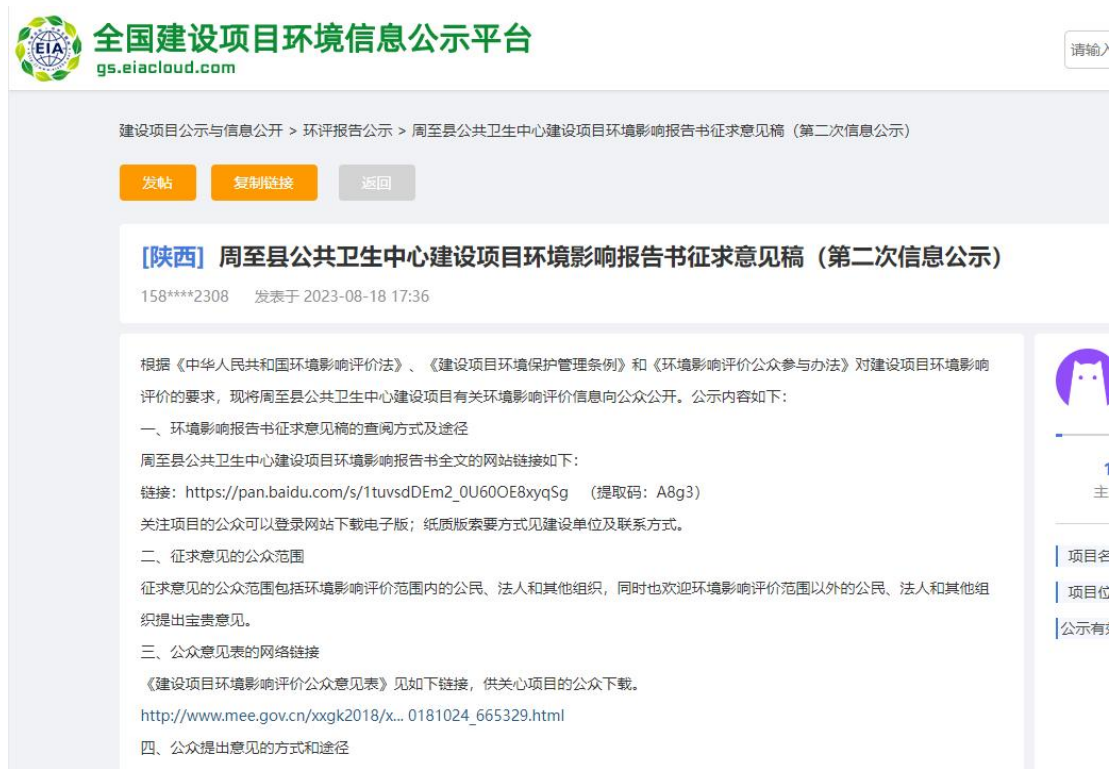 EIA
全国建设项目环境信息公示平台
gs.eiacloud.com
请输入
建设项目公示与信息公开 > 环评报告公示 > 周至县公共卫生中心建设项目环境影响报告书征求意见稿（第二次信息公示）
发帖 复制链接 返回
[陕西] 周至县公共卫生中心建设项目环境影响报告书征求意见稿（第二次信息公示）
158****2308 发表于 2023-08-18 17:36
根据《中华人民共和国环境影响评价法》、《建设项目环境保护管理条例》和《环境影响评价公众参与办法》对建设项目环境影响
评价的要求，现将周至县公共卫生中心建设项目有关环境影响评价信息向公众公开。公示内容如下：
一、环境影响报告书征求意见稿的查阅方式及途径
周至县公共卫生中心建设项目环境影响报告书全文的网站链接如下：
链接：https://pan.baidu.com/s/1tuvsdDEm2_0U60OE8xyqSg （提取码：A8g3）
关注项目的公众可以登录网站下载电子版；纸质版索要方式见建设单位及联系方式。
二、征求意见的公众范围
征求意见的公众范围包括环境影响评价范围内的公民、法人和其他组织，同时也欢迎环境影响评价范围以外的公民、法人和其他组
织提出宝贵意见。
三、公众意见表的网络链接
《建设项目环境影响评价公众意见表》见如下链接，供关心项目的公众下载。
http://www.mee.gov.cn/xxgk2018/x... 0181024_665329.html
四、公众提出意见的方式和途径
主
项目名
项目位
公示有